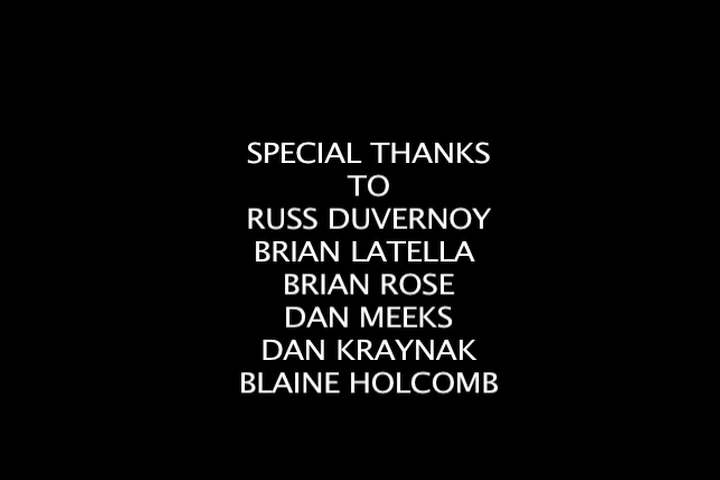 SPECIAL THANKS
TO
RUSS DUVERNOY
BRIAN LATELLA
BRIAN ROSE
DAN MEEKS
DAN KRAYNAK
BLAINE HOLCOMB